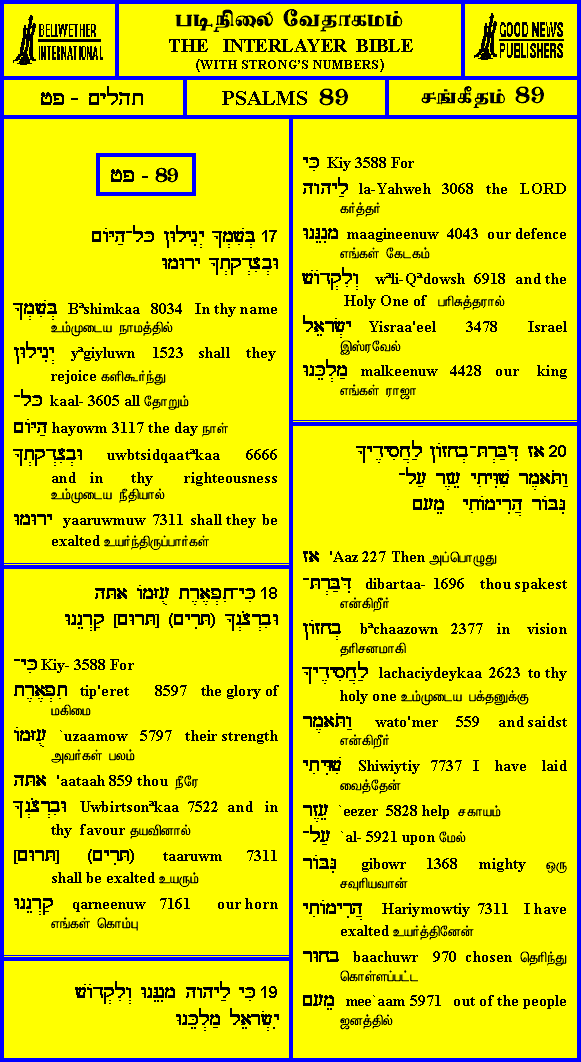 BELLWETHER
INTERNATIONAL
படிநிலை வேதாகமம்
THE INTERLAYER BIBLE
(WITH STRONG'S NUMBERS)
GOOD NEWS
PUBLISHERS
תהלים - פט
PSALMS 89
சங்கீதம் 89
פט - 89
17 בְּשִׁמְךָ יְגִילוּן כׇּל־הַיּוֹם
וּבְצִדְקָתְךָ יָרוּמוּ
בְּשִׁמְךָ Bªshimkaa 8034 In thy name
உம்முடைய நாமத்தில்
יְגִילוּן yªgiyluwn 1523 shall they
rejoice களிகூர்ந்து
כׇּל־ kaal- 3605 all தோறும்
הַיּוֹם hayowm 3117 the day நாள்
וּבְצִדְקָתְךָ uwbtsidqaatªkaa 6666
and in thy righteousness
உம்முடைய நீதியால்
יָרוּמוּ yaaruwmuw 7311 shall they be
exalted உயர்ந்திருப்பார்கள்
18 כִּי־תִפְאֶרֶת עֻזָּמוֹ אַתָּה
וּבִרְצֹנְךָ (תָּרִים) [תָּרוּם] קַרְנֵנוּ
כִּי־ Kiy- 3588 For
תִפְאֶרֶת tip'eret 8597 the glory of
மகிமை
עֻזָּמוֹ `uzaamow 5797 their strength
அவர்கள் பலம்
אַתָּה 'aataah 859 thou நீரே
וּבִרְצֹנְךָ Uwbirtsonªkaa 7522 and in
thy favour தயவினால்
[תָּרוּם] (תָּרִים) taaruwm 7311
shall be exalted உயரும்
קַרְנֵנוּ qarneenuw 7161 our horn
எங்கள் கொம்பு
19 כִּי לַיהוה מָגִנֵּנוּ וְלִקְדוֹשׁ
יִשְׂרָאֵל מַלְכֵּנוּ
כִּי Kiy 3588 For
לַיהוה la-Yahweh 3068 the LORD
கர்த்தர்
מָגִנֵּנוּ maagineenuw 4043 our defence
எங்கள் கேடகம்
וְלִקְדוֹשׁ wªli-Qªdowsh 6918 and the
Holy One of பரிசுத்தரால்
יִשְׂרָאֵל Yisraa'eel 3478 Israel
இஸ்ரவேல்
מַלְכֵּנוּ malkeenuw 4428 our king
எங்கள் ராஜா
20 אָז דִּבַּרְתָּ־בְחָזוֹן לַחֲסִידֶיךָ
וַתֹּאמֶר שִׁוִּיתִי עֵזֶר עַל־
גִּבּוֹר הֲרִימוֹתִי מֵעָם
אָז 'Aaz 227 Then அப்பொழுது
דִּבַּרְתָּ־ dibartaa- 1696 thou spakest
என்கிறீர்
בְחָזוֹן bªchaazown 2377 in vision
தரிசனமாகி
לַחֲסִידֶיךָ lachaciydeykaa 2623 to thy
holy one உம்முடைய பக்தனுக்கு
וַתֹּאמֶר wato'mer 559 and saidst
என்கிறீர்
שִׁוִּיתִי Shiwiytiy 7737 I have laid
வைத்தேன்
עֵזֶר `eezer 5828 help சகாயம்
עַל־ `al- 5921 upon மேல்
גִּבּוֹר gibowr 1368 mighty ஒரு
சவுரியவான்
הֲרִימוֹתִי Hariymowtiy 7311 I have
exalted உயர்த்தினேன்
בָחוּר baachuwr 970 chosen தெரிந்து
கொள்ளப்பட்ட
מֵעָם mee`aam 5971 out of the people
ஜனத்தில்